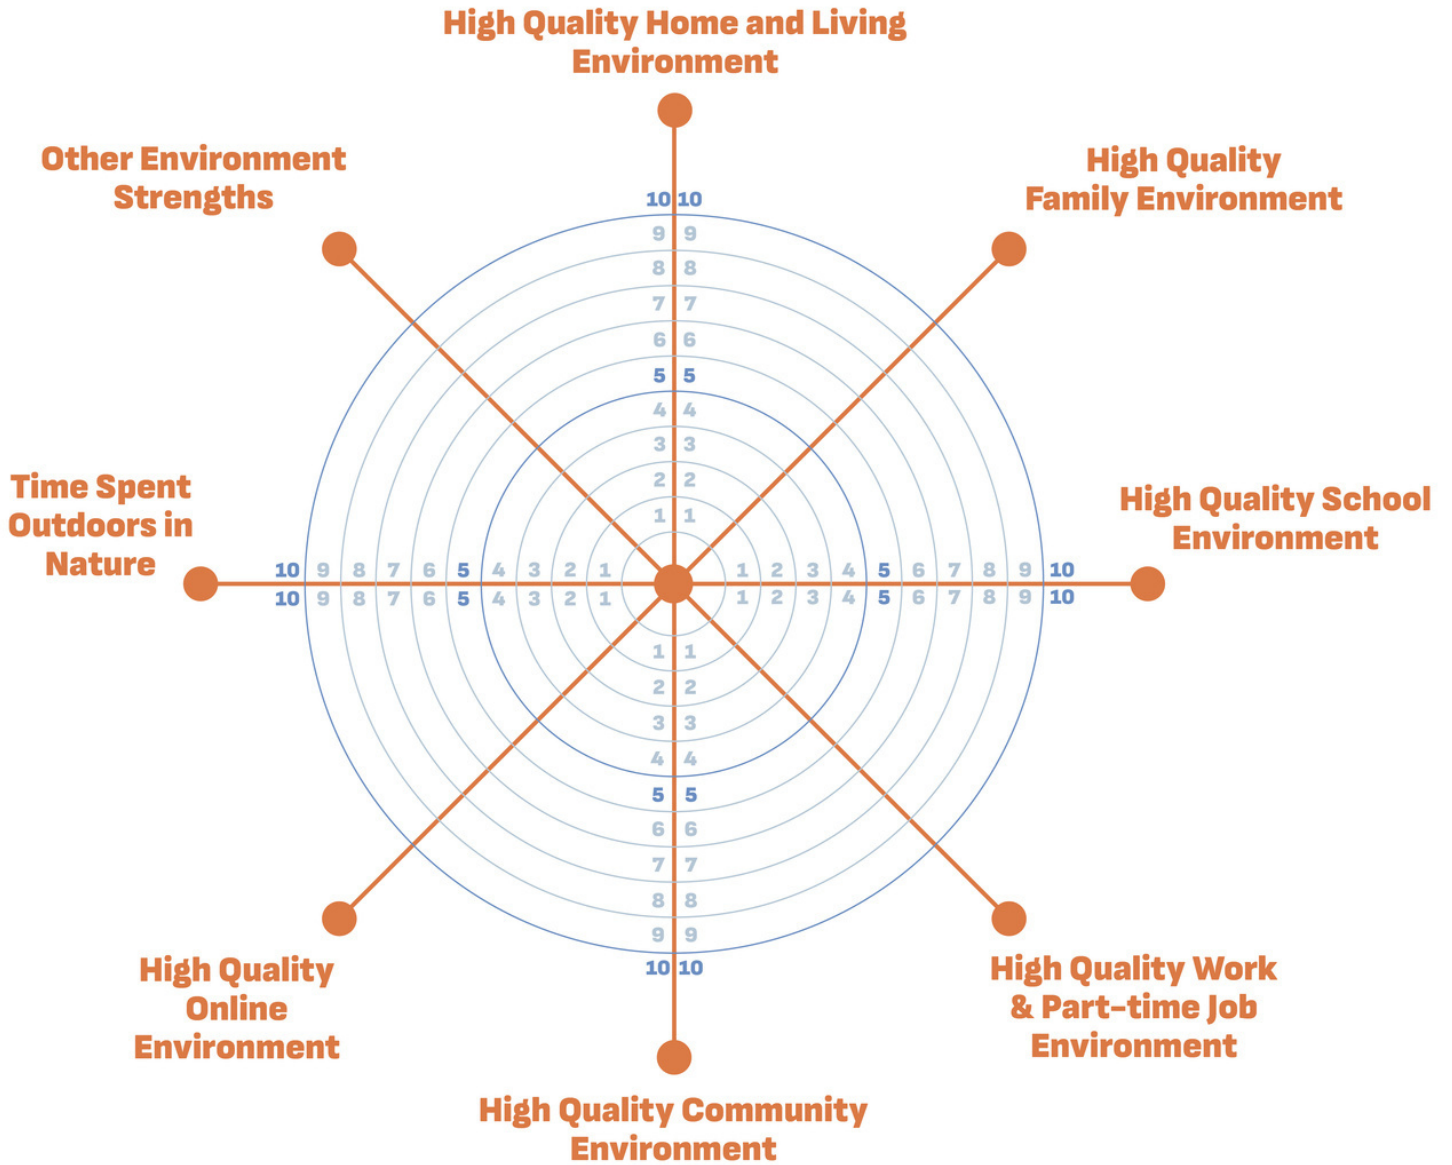 High Quality Home and Living
Environment
Other Environment
Strengths
High Quality
Family Environment
10 10
9 9
8 8
7 7
6 6
5 5
4 4
3 3
2 2
1 1
Time Spent
Outdoors in
Nature
High Quality School
Environment
10 9 8 7 6 5 4 3 2 1 1 2 3 4 5 6 7 8 9 10
10 9 8 7 6 5 4 3 2 1 1 2 3 4 5 6 7 8 9 10
1 1
2 2
3 3
4 4
5 5
6 6
7 7
8 8
9 9
10 10
High Quality
Online
Environment
High Quality Work
& Part-time Job
Environment
High Quality Community
Environment